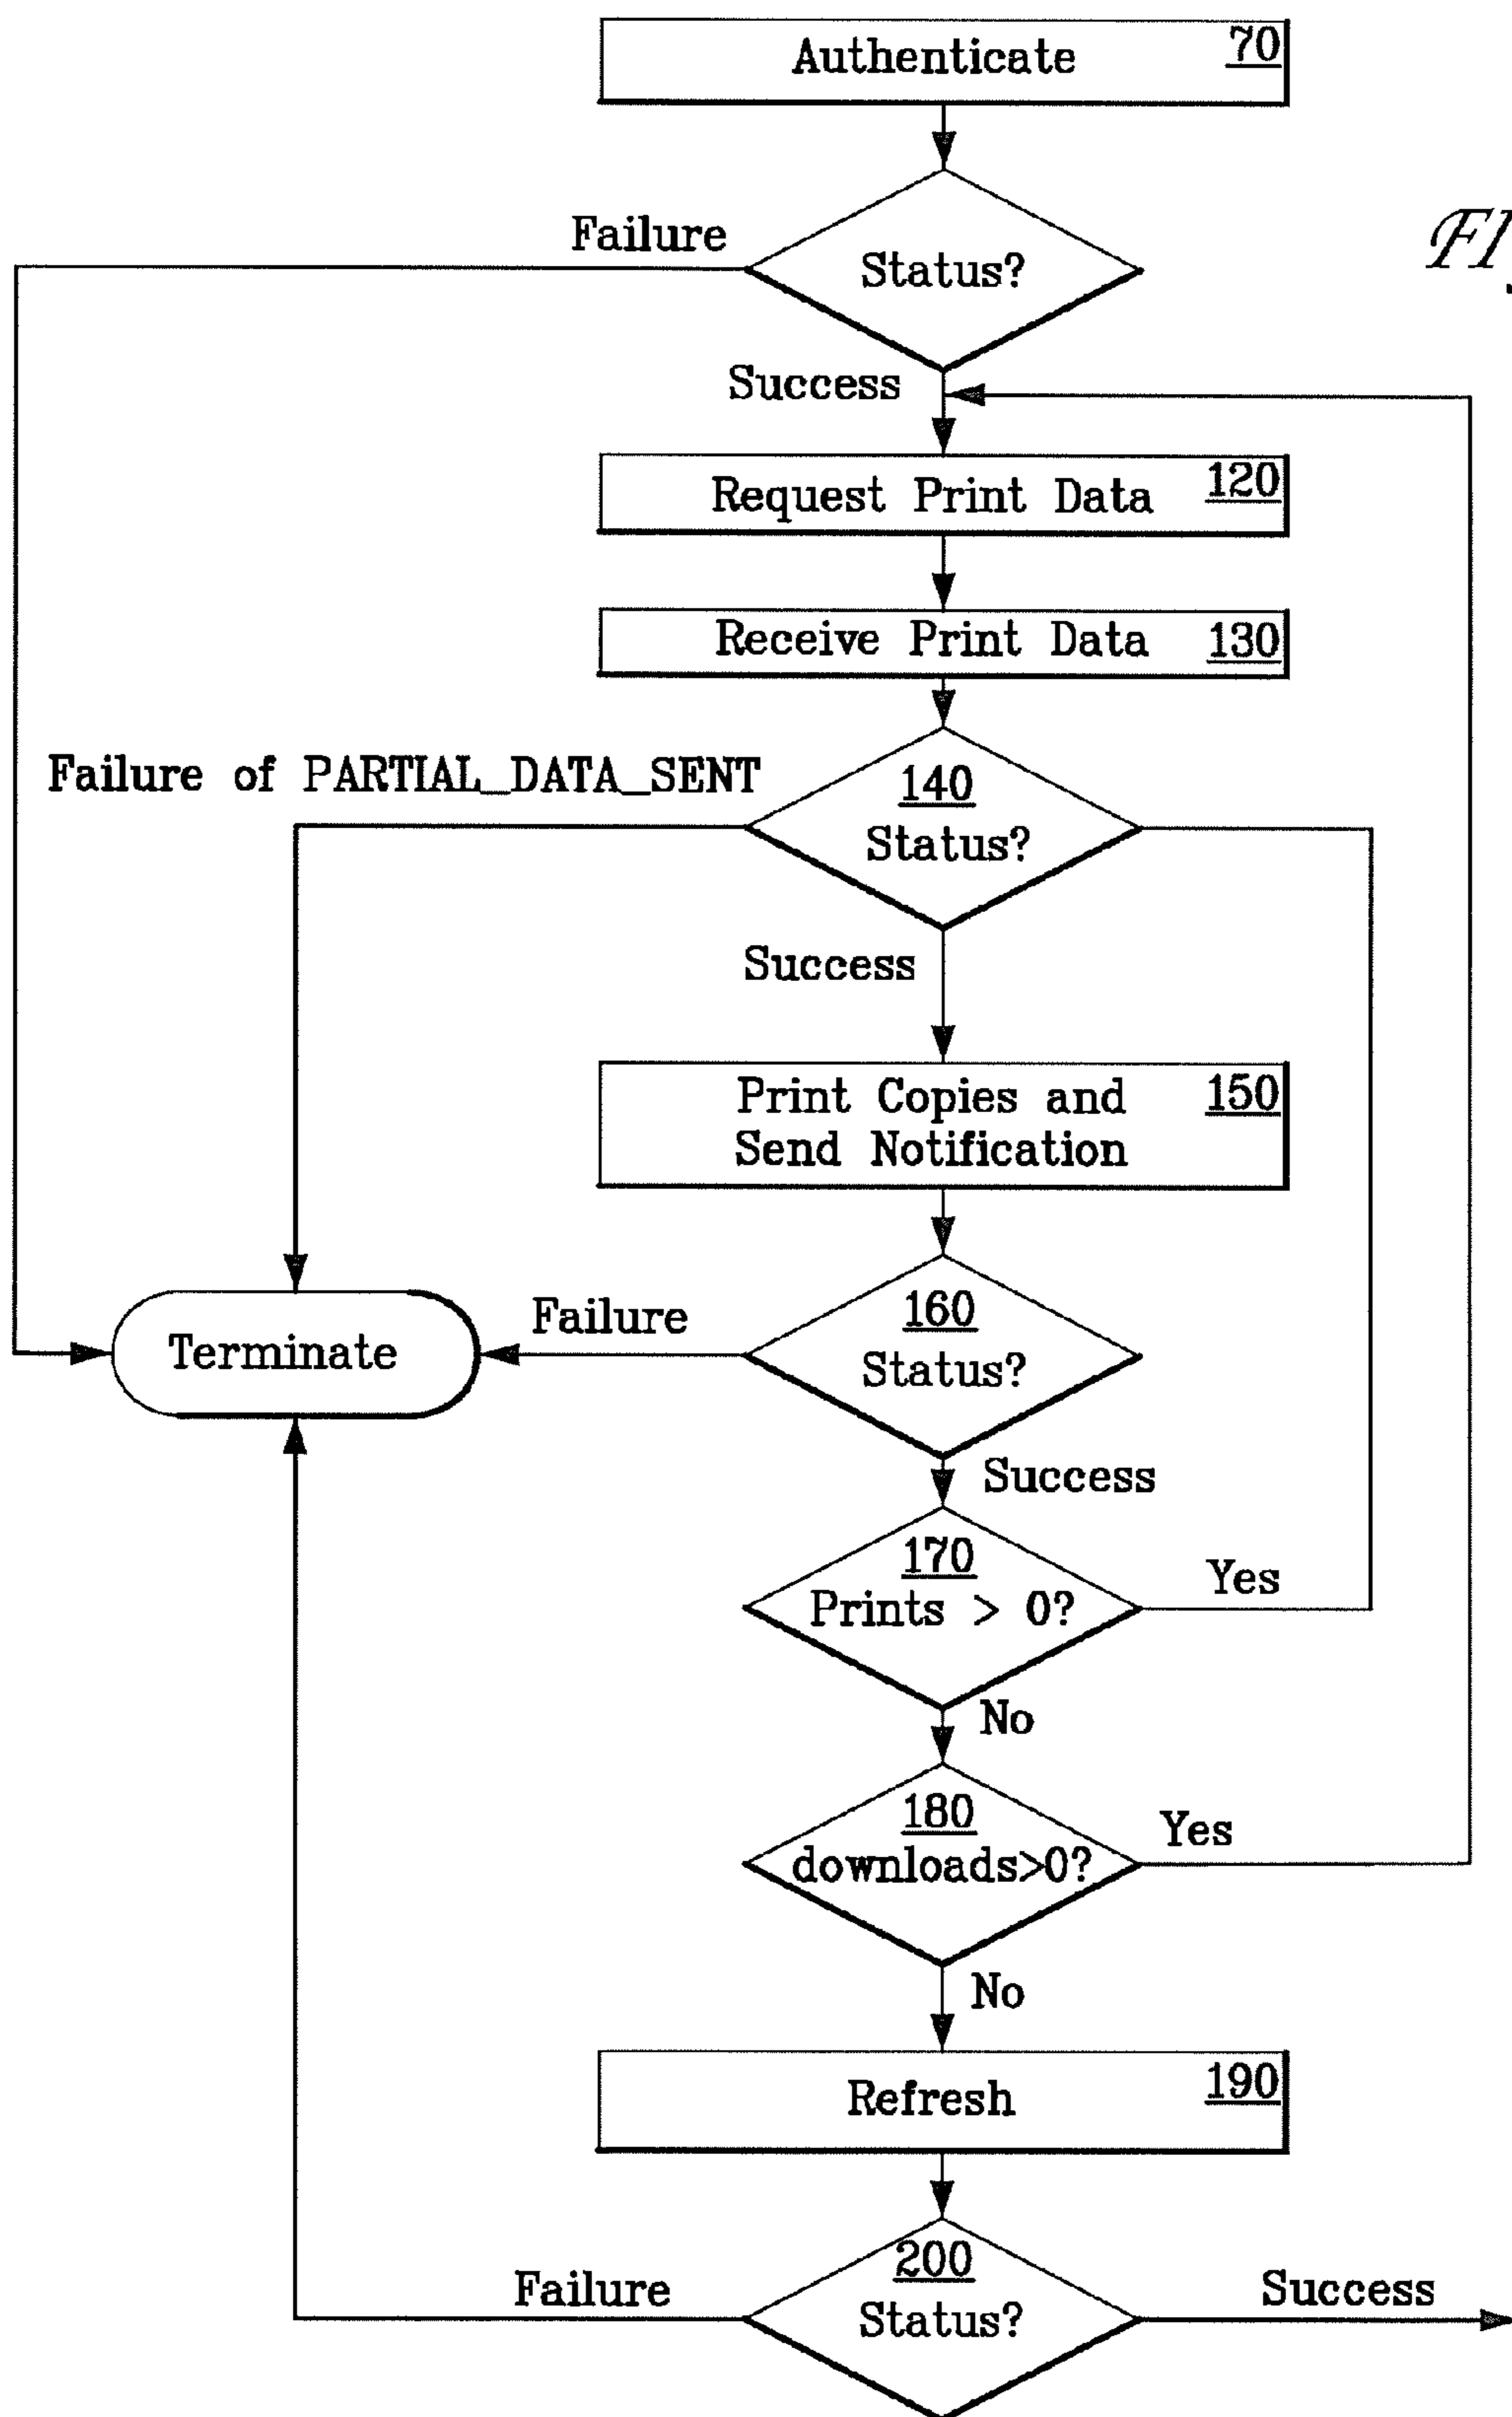 Authenticate 70
Failure
Status?
Success
Request Print Data 120
Receive Print Data 130
Failure of PARTIAL_DATA_SENT
140
Status?
Success
Print Copies and 150
Send Notification
Terminate
Failure
160
Status?
Success
170
Prints > 0?
Yes
No
180
downloads>0?
Yes
No
Refresh 190
Failure
200
Status?
Success